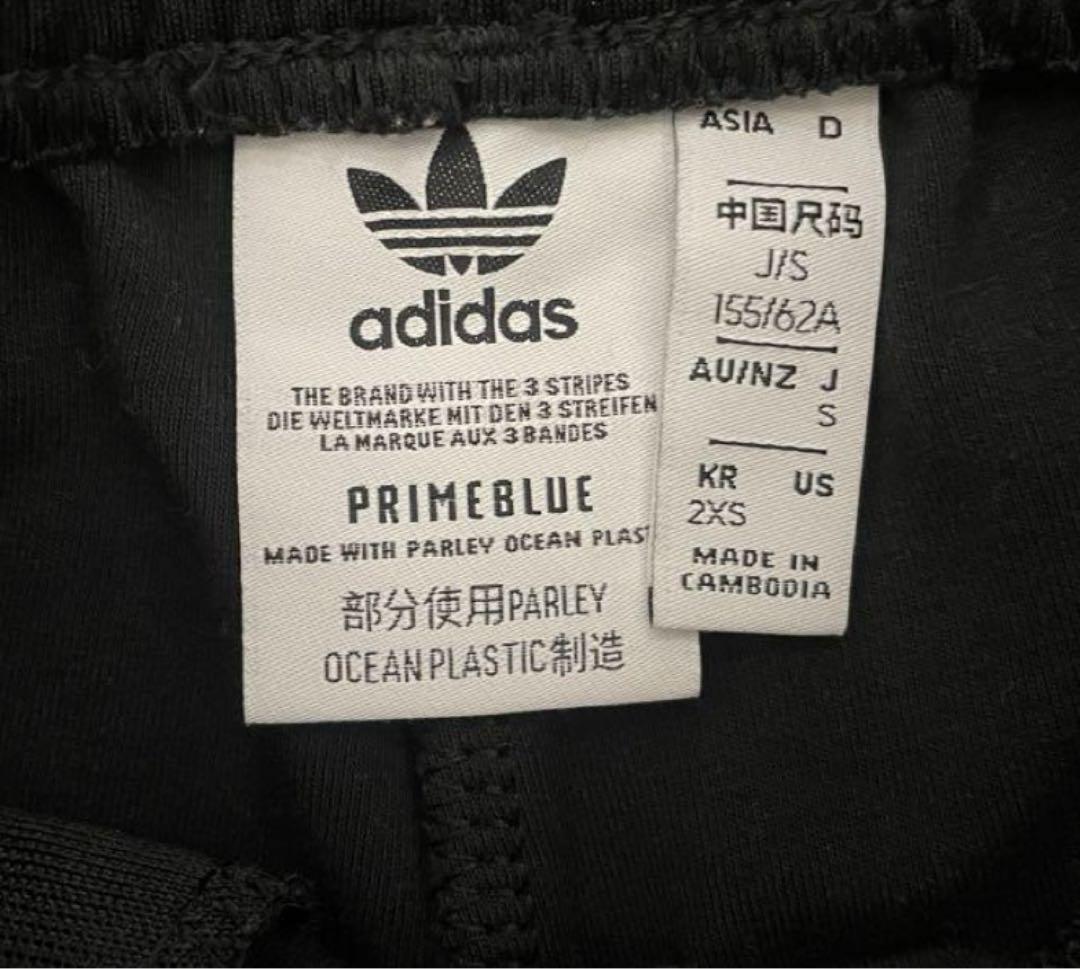 adidas
THE BRAND WITH THE 3 STRIPES
DIE WELTMARKE MIT DEN 3 STREIFEN
LA MARQUE AUX 3 BANDES
PRIMEBLUE
MADE WITH PARLEY OCEAN PLAST
部分使用PARLEY
OCEAN PLASTIC制造
ASIA D
中国尺码
J/S
155/62A
AU/NZ J
S
KR US
2XS
MADE IN
CAMBODIA